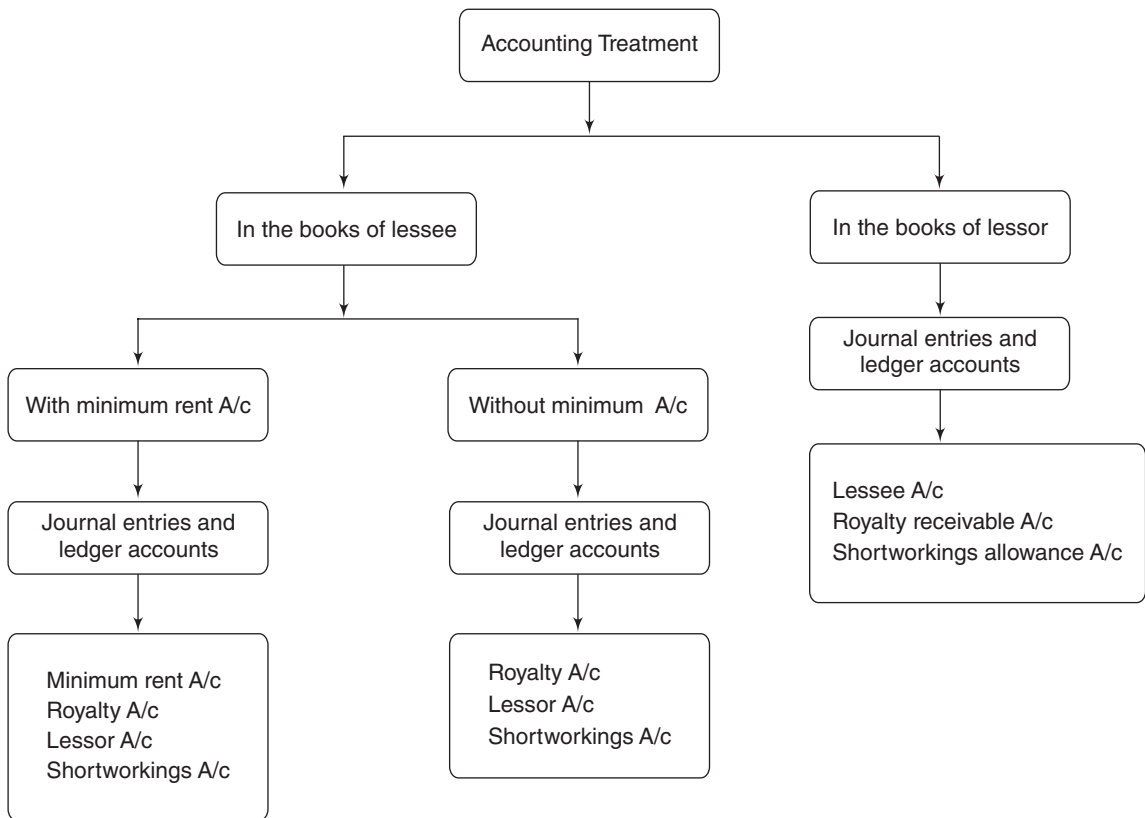 Accounting Treatment
In the books of lessee
In the books of lessor
Journal entries and
ledger accounts
With minimum rent A/c
Without minimum A/c
Lessee A/c
Royalty receivable A/c
Shortworkings allowance A/c
Journal entries and
ledger accounts
Journal entries and
ledger accounts
Minimum rent A/c
Royalty A/c
Lessor A/c
Shortworkings A/c
Royalty A/c
Lessor A/c
Shortworkings A/c